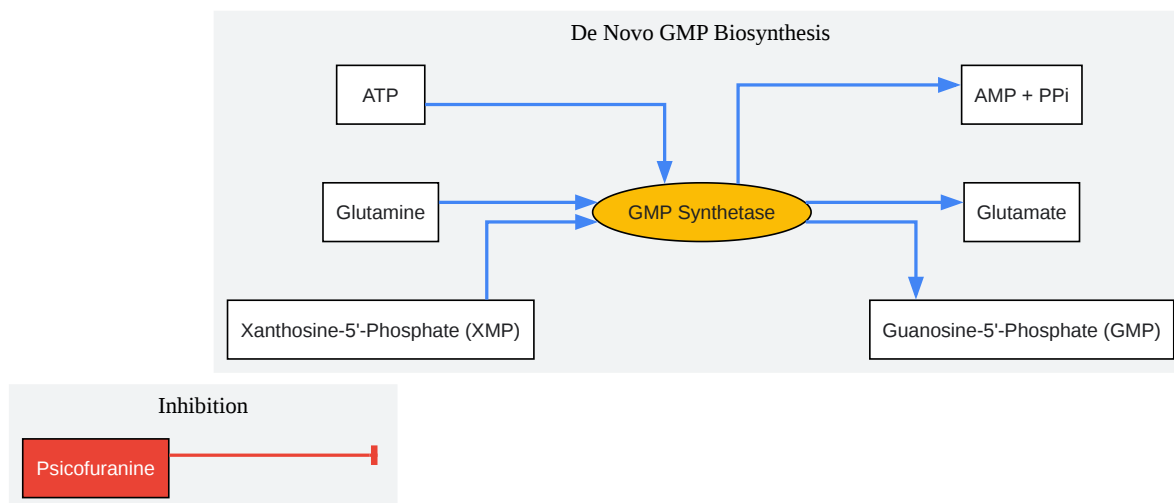 De Novo GMP Biosynthesis
ATP
AMP + PPi
Glutamine
GMP Synthetase
Glutamate
Xanthosine-5'-Phosphate (XMP)
Guanosine-5'-Phosphate (GMP)
Inhibition
Psicofuranine